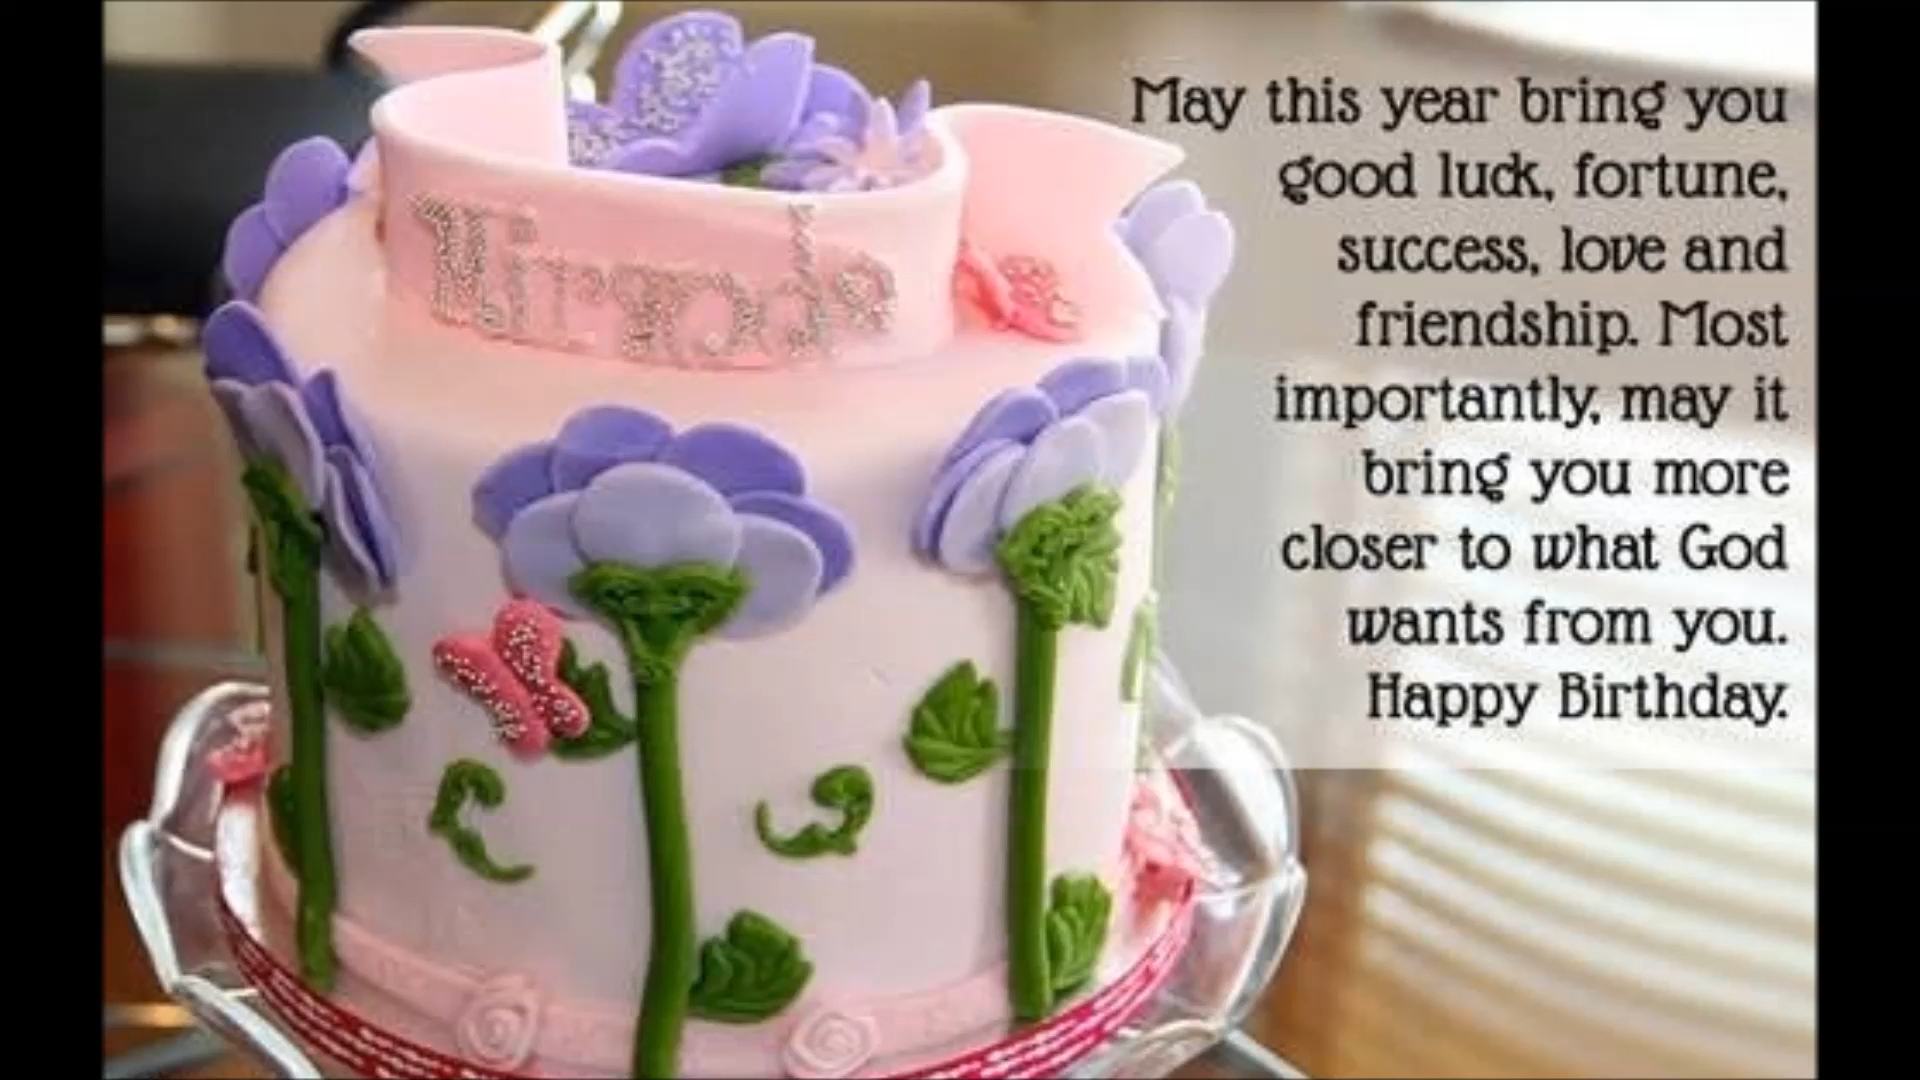 May this year bring you
good luck, fortune,
success, love and
friendship. Most
importantly, may it
bring you more
closer to what God
wants from you.
Happy Birthday.